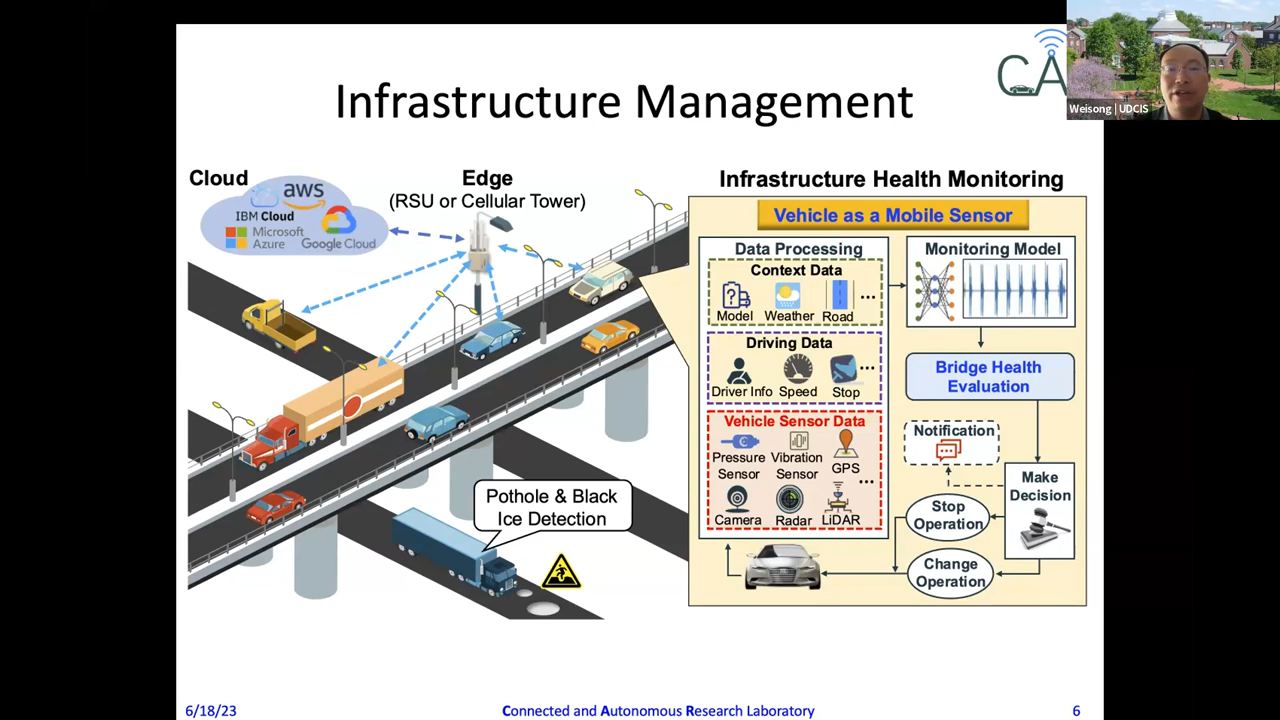 Infrastructure Management
CA
Weisong | UDCIS
Cloud
aws
IBM Cloud
Microsoft
Azure
Google Cloud
Edge
(RSU or Cellular Tower)
Pothole & Black
Ice Detection
Infrastructure Health Monitoring
Vehicle as a Mobile Sensor
Data Processing
Context Data
Model Weather Road
Driving Data
Driver Info Speed Stop
Vehicle Sensor Data
Pressure
Sensor
Vibration
Sensor
GPS
Camera Radar LiDAR
Monitoring Model
Bridge Health
Evaluation
Notification
Make
Decision
Stop
Operation
Change
Operation
6/18/23
Connected and Autonomous Research Laboratory
6